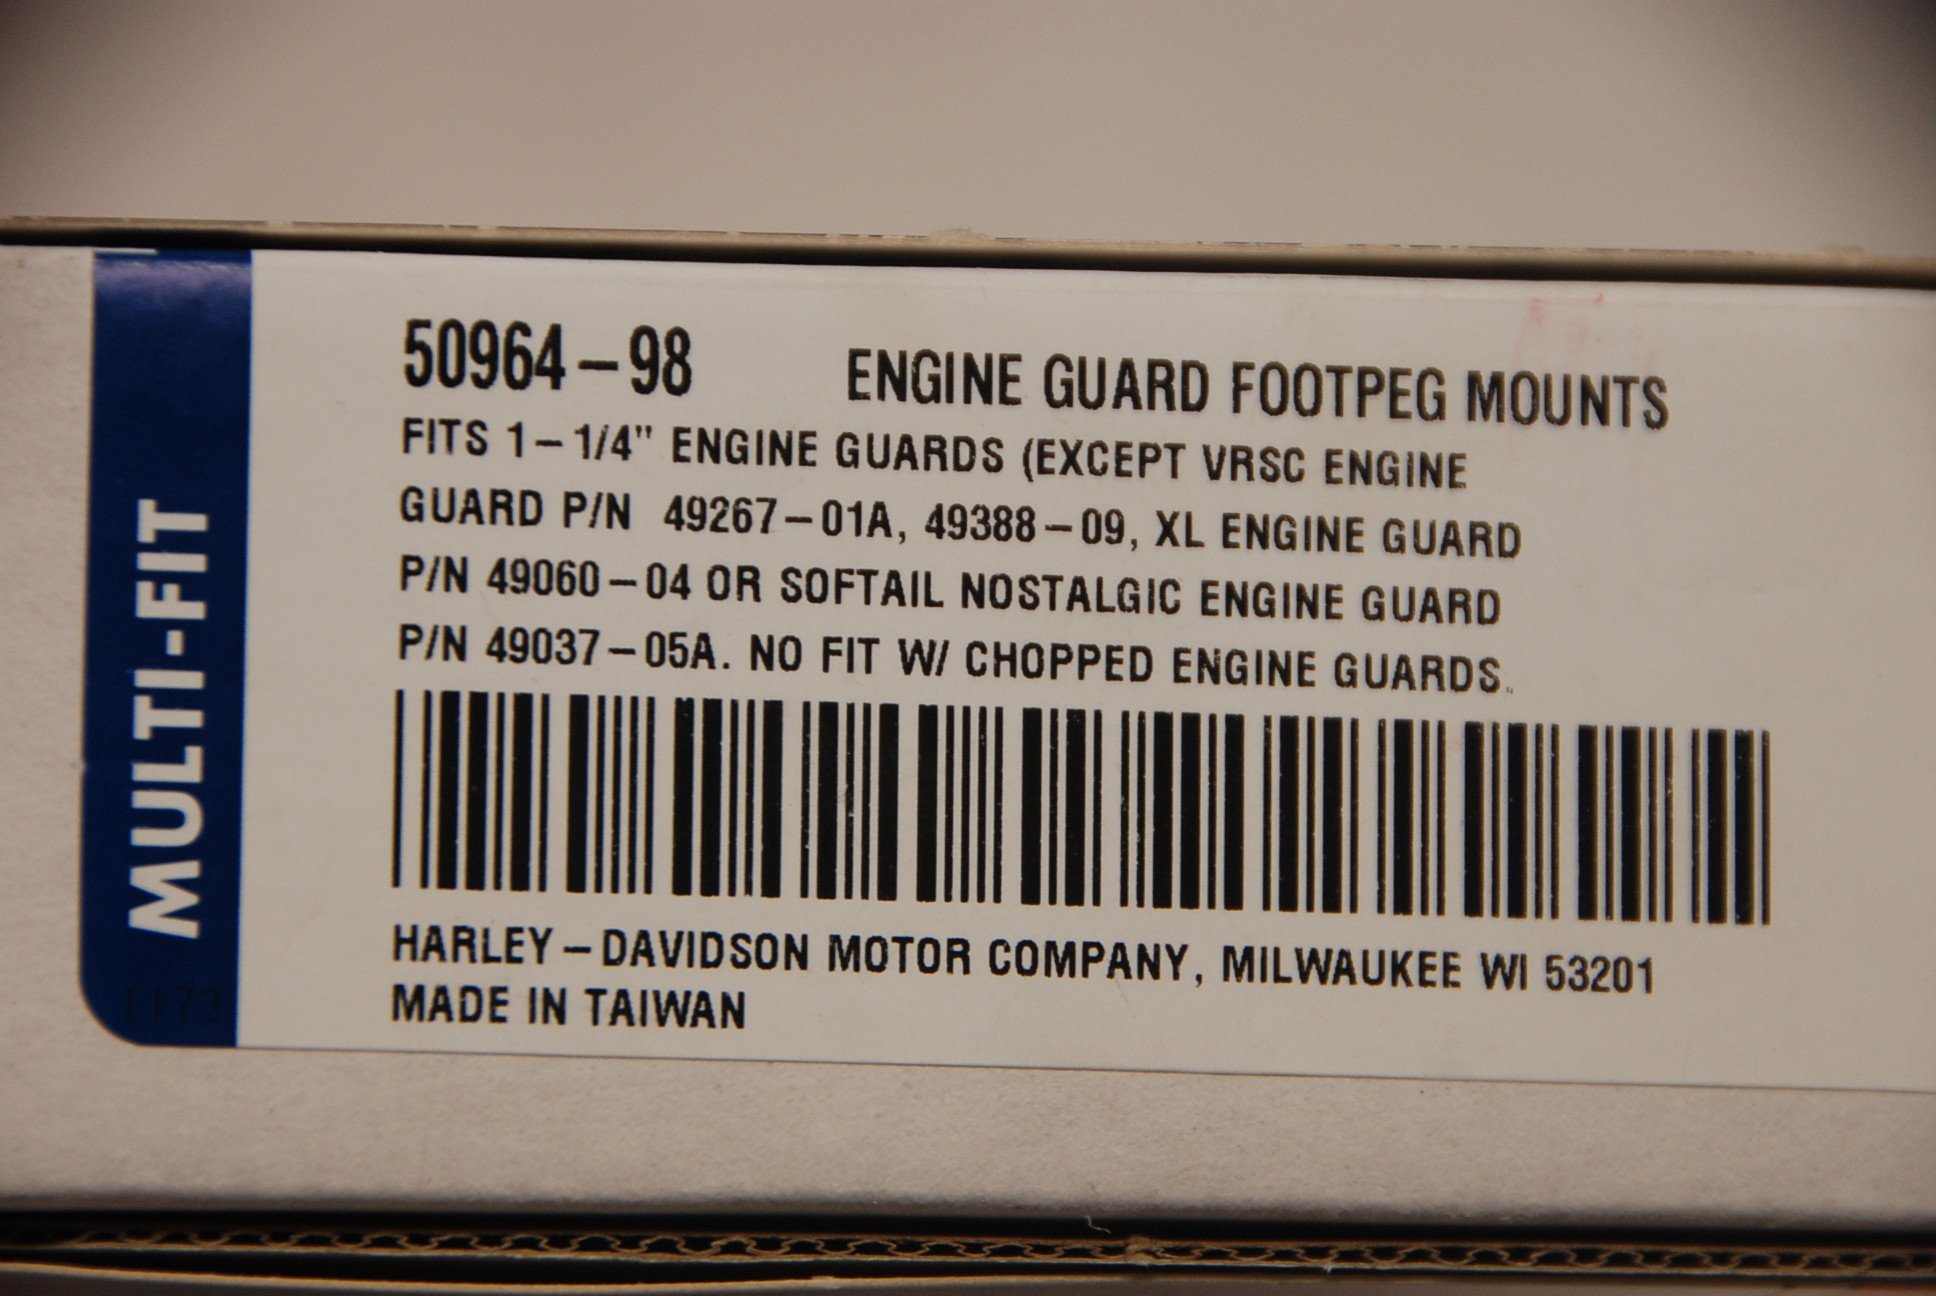 50964-98 ENGINE GUARD FOOTPEG MOUNTS
FITS 1-1/4" ENGINE GUARDS (EXCEPT VRSC ENGINE
GUARD P/N 49267-01A, 49388-09, XL ENGINE GUARD
P/N 49060-04 OR SOFTAIL NOSTALGIC ENGINE GUARD
P/N 49037-05A. NO FIT W/ CHOPPED ENGINE GUARDS.
HARLEY-DAVIDSON MOTOR COMPANY, MILWAUKEE WI 53201
MADE IN TAIWAN
MULTI-FIT
1173